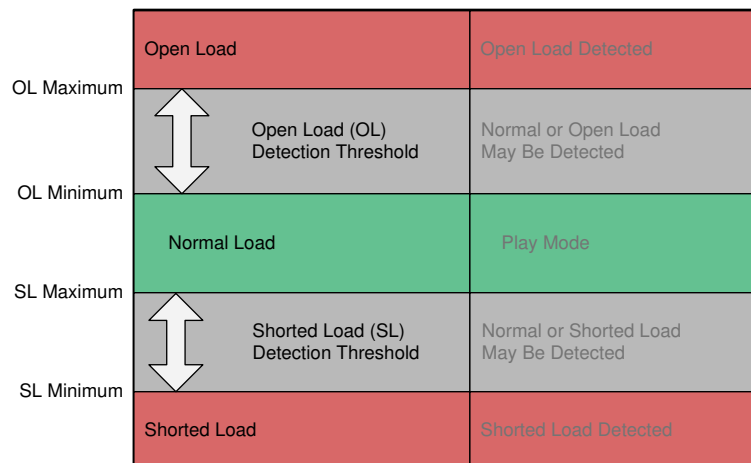 Open Load
Open Load Detected
OL Maximum
Open Load (OL)
Detection Threshold
Normal or Open Load
May Be Detected
OL Minimum
Normal Load
Play Mode
SL Maximum
Shorted Load (SL)
Detection Threshold
Normal or Shorted Load
May Be Detected
SL Minimum
Shorted Load
Shorted Load Detected